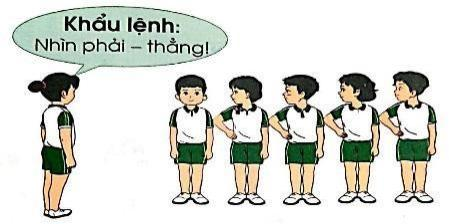 Khẩu lệnh:
Nhìn phải – thẳng!